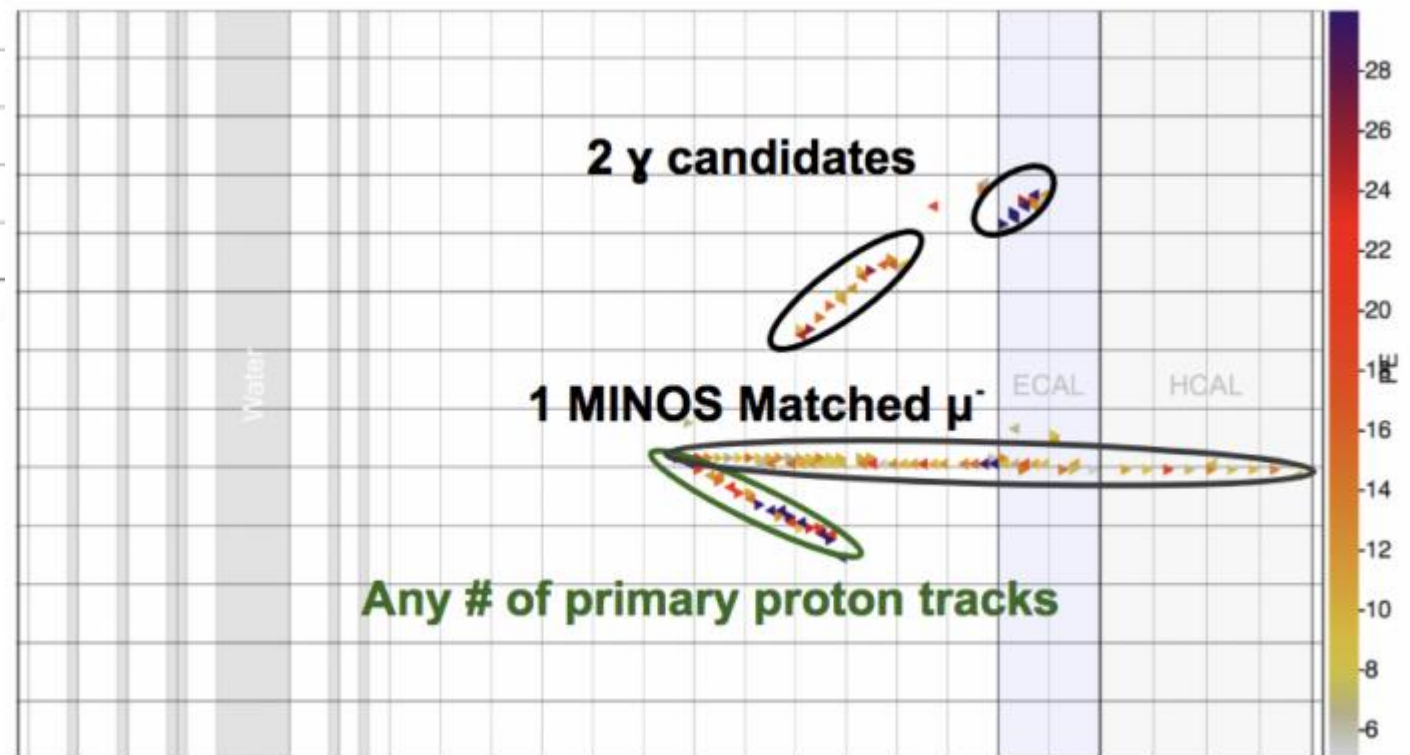 2 γ candidates
Water
1 MINOS Matched μ⁻
ECAL
HCAL
Any # of primary proton tracks
28
26
24
22
20
18
PE
16
14
12
10
8
6